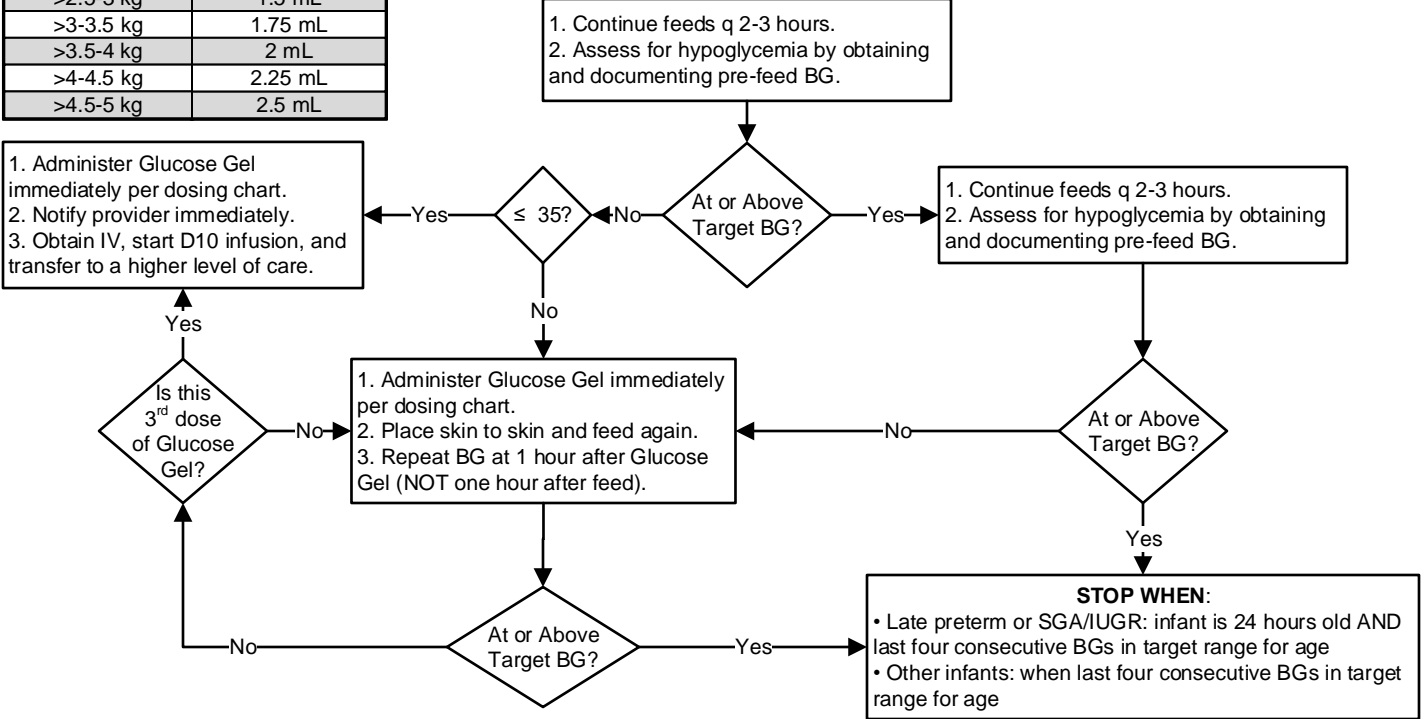 >2.5-3 kg 1.5 mL
>3-3.5 kg 1.75 mL
>3.5-4 kg 2 mL
>4-4.5 kg 2.25 mL
>4.5-5 kg 2.5 mL
1. Continue feeds q 2-3 hours.
2. Assess for hypoglycemia by obtaining
and documenting pre-feed BG.
1. Administer Glucose Gel
immediately per dosing chart.
2. Notify provider immediately.
3. Obtain IV, start D10 infusion, and
transfer to a higher level of care.
Yes
≤ 35?
No
At or Above
Target BG?
Yes
1. Continue feeds q 2-3 hours.
2. Assess for hypoglycemia by obtaining
and documenting pre-feed BG.
No
Yes
Is this
3rd dose
of Glucose
Gel?
No
1. Administer Glucose Gel immediately
per dosing chart.
2. Place skin to skin and feed again.
3. Repeat BG at 1 hour after Glucose
Gel (NOT one hour after feed).
No
At or Above
Target BG?
Yes
No
At or Above
Target BG?
Yes
STOP WHEN:
• Late preterm or SGA/IUGR: infant is 24 hours old AND
last four consecutive BGs in target range for age
• Other infants: when last four consecutive BGs in target
range for age